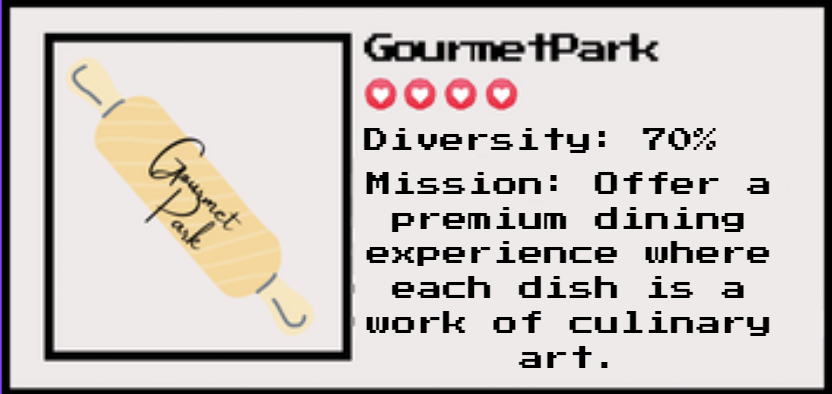 Gourmet
Park
GourmetPark
Diversity: 70%
Mission: Offer a
premium dining
experience where
each dish is a
work of culinary
art.